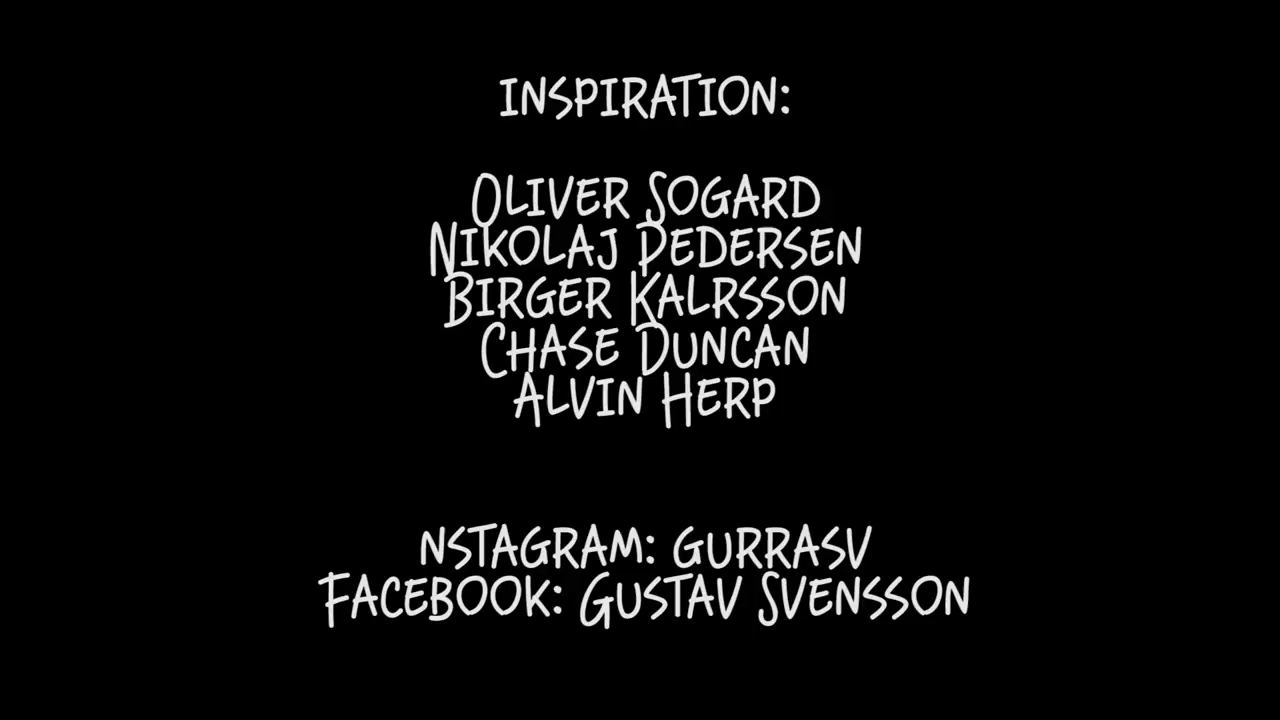 INSPIRATION:
OLIVER SOGARD
NIKOLAJ PEDERSEN
BIRGER KALRSSON
CHASE DUNCAN
ALVIN HERP
NSTAGRAM: GURRASV
FACEBOOK: GUSTAV SVENSSON